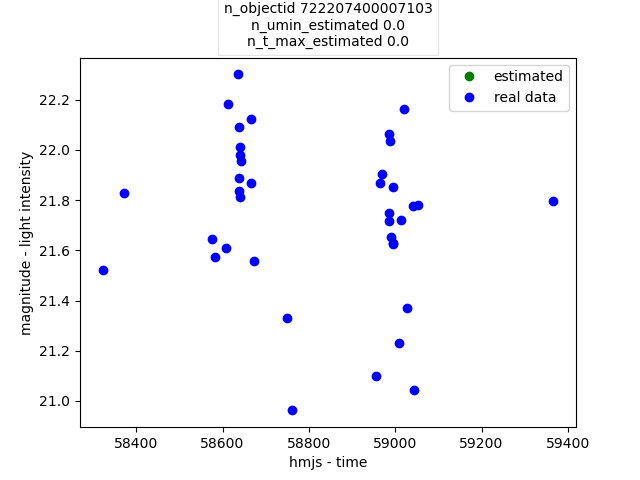 n_objectid 722207400007103
n_umin_estimated 0.0
n_t_max_estimated 0.0
estimated
real data
22.2
22.0
21.8
21.6
21.4
21.2
21.0
magnitude - light intensity
58400
58600
58800
59000
59200
59400
hmjs - time